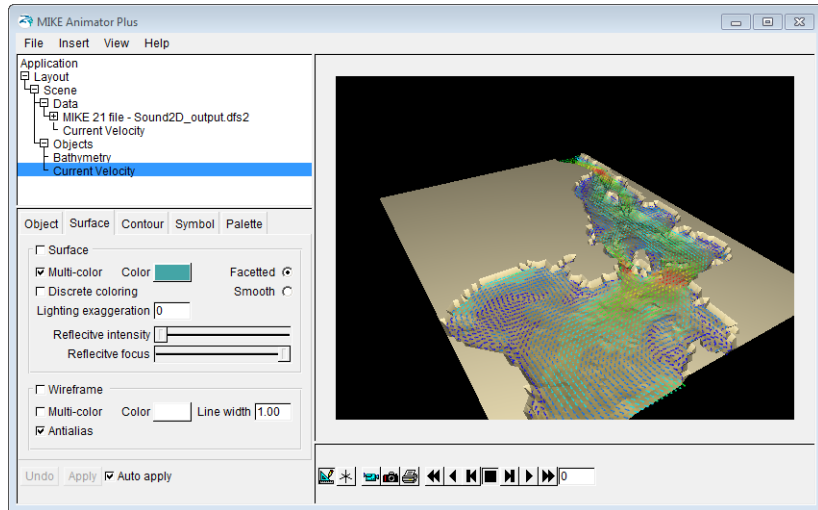 MIKE Animator Plus
File Insert View Help
Application
Layout
Scene
Data
MIKE 21 file - Sound2D_output.dfs2
Current Velocity
Objects
Bathymetry
Current Velocity
Object Surface Contour Symbol Palette
Surface
Multi-color Color Facetted
Discrete coloring Smooth
Lighting exaggeration 0
Reflecitve intensity
Reflecitve focus
Wireframe
Multi-color Color Line width 1.00
Antialias
Undo Apply Auto apply 0